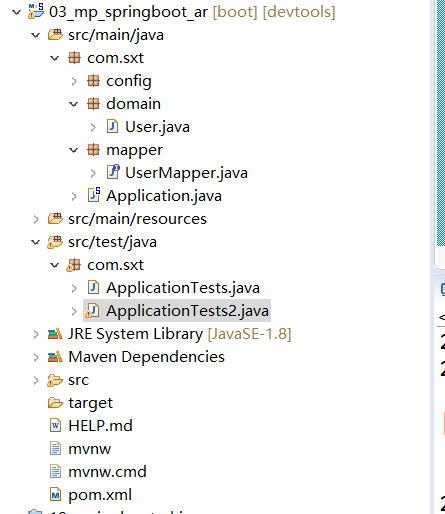 03_mp_springboot_ar [boot] [devtools]
src/main/java
com.sxt
config
domain
User.java
mapper
UserMapper.java
Application.java
src/main/resources
src/test/java
com.sxt
ApplicationTests.java
ApplicationTests2.java
JRE System Library [JavaSE-1.8]
Maven Dependencies
src
target
HELP.md
mvnw
mvnw.cmd
pom.xml